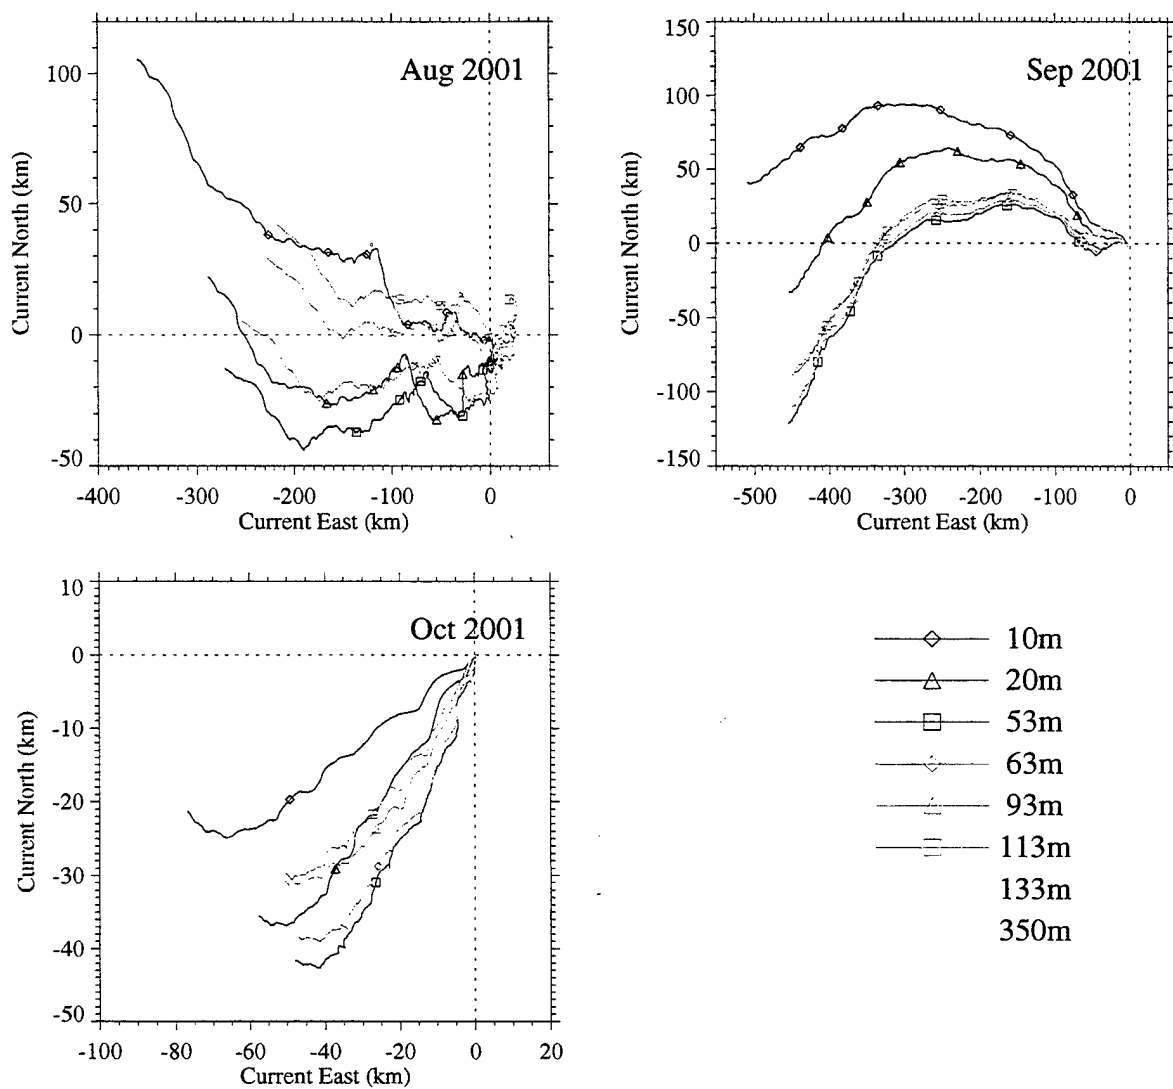 Aug 2001
Current North (km)
100
50
0
-50
-400
-300
-200
-100
0
Current East (km)
Sep 2001
Current North (km)
150
100
50
0
-50
-100
-150
-500
-400
-300
-200
-100
0
Current East (km)
Oct 2001
Current North (km)
10
0
-10
-20
-30
-40
-50
-100
-80
-60
-40
-20
0
20
Current East (km)
10m
20m
53m
63m
93m
113m
133m
350m